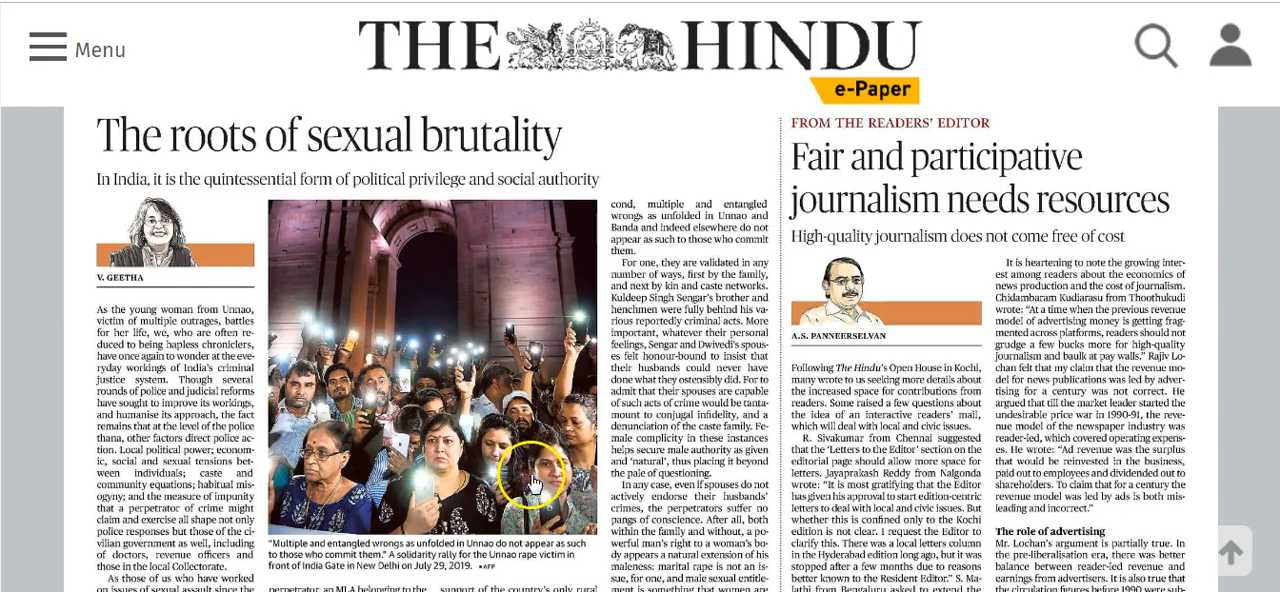 Menu
THE HINDU
e-Paper
The roots of sexual brutality
In India, it is the quintessential form of political privilege and social authority
V. GEETHA
As the young woman from Unnao,
victim of multiple outrages, battles
for her life, we, who are often re-
duced to being hapless chroniclers,
have once again to wonder at the eve-
ryday workings of India's criminal
justice system. Though several
rounds of police and judicial reforms
have sought to improve its workings,
and humanise its approach, the fact
remains that at the level of the police
thana, other factors direct police ac-
tion. Local political power; econom-
ic, social and sexual tensions bet-
ween individuals; caste and
community equations; habitual mis-
ogyny; and the measure of impunity
that a perpetrator of crime might
claim and exercise all shape not only
police responses but those of the ci-
vilian government as well, including
of doctors, revenue officers and
those in the local Collectorate.
As those of us who have worked
on issues of sexual assault since the
"Multiple and entangled wrongs as unfolded in Unnao do not appear as such
to those who commit them." A solidarity rally for the Unnao rape victim in
front of India Gate in New Delhi on July 29, 2019. ▪AFP
perpetrator, an MLA belonging to the
support of the country's only rural
cond, multiple and entangled
wrongs as unfolded in Unnao and
Banda and indeed elsewhere do not
appear as such to those who commit
them.
For one, they are validated in any
number of ways, first by the family,
and next by kin and caste networks.
Kuldeep Singh Sengar's brother and
henchmen were fully behind his va-
rious reportedly criminal acts. More
important, whatever their personal
feelings, Sengar and Dwivedi's spous-
es felt honour-bound to insist that
their husbands could never have
done what they ostensibly did. For to
admit that their spouses are capable
of such acts of crime would be tanta-
mount to conjugal infidelity, and a
denunciation of the caste family. Fe-
male complicity in these instances
helps secure male authority as given
and 'natural', thus placing it beyond
the pale of questioning.
In any case, even if spouses do not
actively endorse their husbands'
crimes, the perpetrators suffer no
pangs of conscience. After all, both
within the family and without, a po-
werful man's right to a woman's bo-
dy appears a natural extension of his
maleness: marital rape is not an is-
sue, for one, and male sexual entitle-
ment is something that women are
FROM THE READERS' EDITOR
Fair and participative
journalism needs resources
High-quality journalism does not come free of cost
A.S. PANNEERSELVAN
Following The Hindu's Open House in Kochi,
many wrote to us seeking more details about
the increased space for contributions from
readers. Some raised a few questions about
the idea of an interactive readers' mail,
which will deal with local and civic issues.
R. Sivakumar from Chennai suggested
that the 'Letters to the Editor' section on the
editorial page should allow more space for
letters. Jayaprakash Reddy from Nalgonda
wrote: "It is most gratifying that the Editor
has given his approval to start edition-centric
letters to deal with local and civic issues. But
whether this is confined only to the Kochi
edition is not clear. I request the Editor to
clarify this. There was a local letters column
in the Hyderabad edition long ago, but it was
stopped after a few months due to reasons
better known to the Resident Editor." S. Ma-
lathi from Bengaluru asked to extend the
It is heartening to note the growing inter-
est among readers about the economics of
news production and the cost of journalism.
Chidambaram Kudiarasu from Thoothukudi
wrote: "At a time when the previous revenue
model of advertising money is getting frag-
mented across platforms, readers should not
grudge a few bucks more for high-quality
journalism and baulk at pay walls." Rajiv Lo-
chan felt that my claim that the revenue mo-
del for news publications was led by adver-
tising for a century was not correct. He
argued that till the market leader started the
undesirable price war in 1990-91, the reve-
nue model of the newspaper industry was
reader-led, which covered operating expens-
es. He wrote: "Ad revenue was the surplus
that would be reinvested in the business,
paid out to employees and dividended out to
shareholders. To claim that for a century the
revenue model was led by ads is both mis-
leading and incorrect."
The role of advertising
Mr. Lochan's argument is partially true. In
the pre-liberalisation era, there was better
balance between reader-led revenue and
earnings from advertisers. It is also true that
the circulation figures before 1990 were sub-